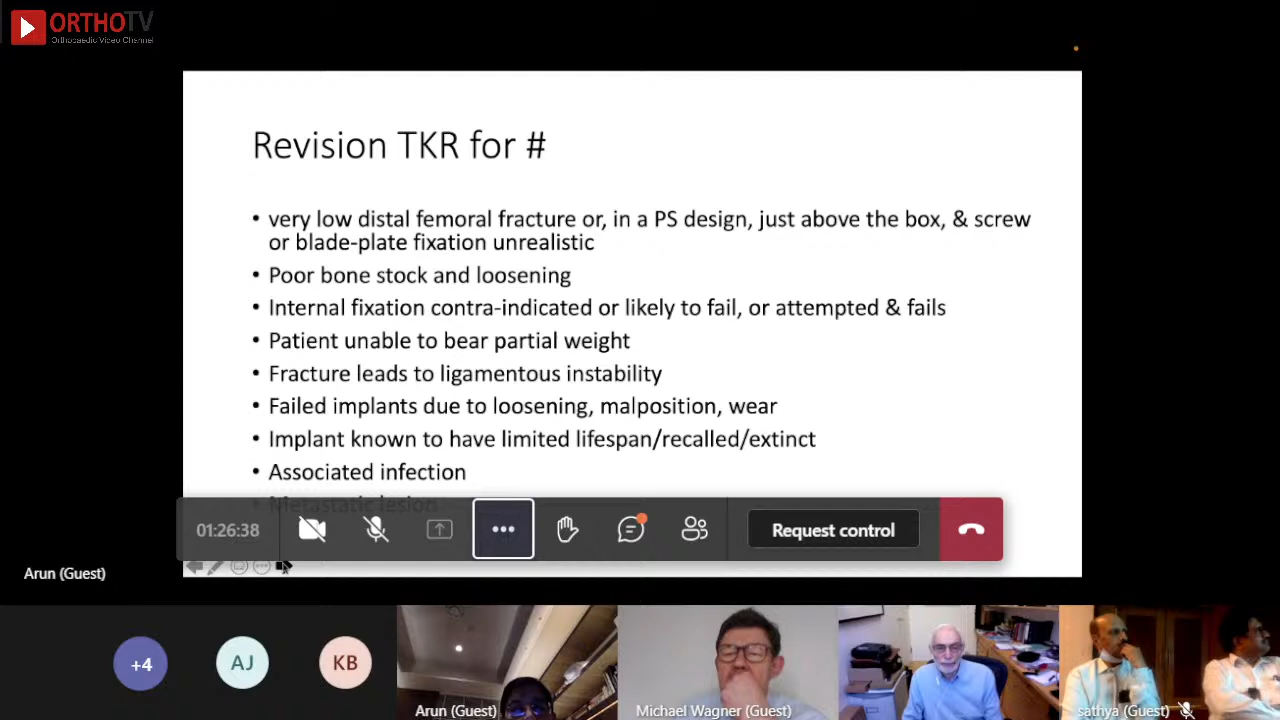 ORTHOTV
Orthopaedic Video Channel
Revision TKR for #
• very low distal femoral fracture or, in a PS design, just above the box, & screw
or blade-plate fixation unrealistic
• Poor bone stock and loosening
• Internal fixation contra-indicated or likely to fail, or attempted & fails
• Patient unable to bear partial weight
• Fracture leads to ligamentous instability
• Failed implants due to loosening, malposition, wear
• Implant known to have limited lifespan/recalled/extinct
• Associated infection
• Metastatic lesion
01:26:38
Request control
Arun (Guest)
+4
AJ
KB
Arun (Guest)
Michael Wagner (Guest)
sathya (Guest)